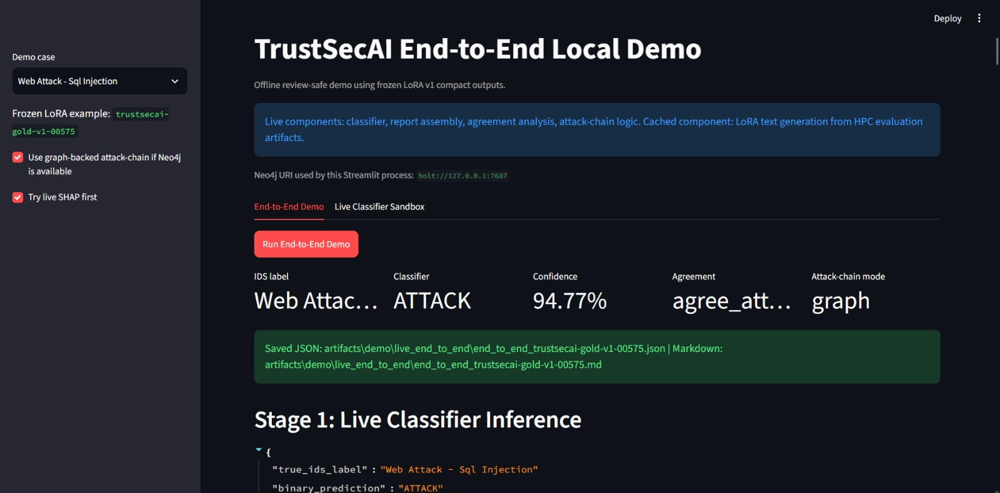 Deploy
Demo case
Web Attack - Sql Injection
Frozen LoRA example: trustsecai-
gold-v1-00575
Use graph-backed attack-chain if Neo4j
is available
Try live SHAP first
TrustSecAI End-to-End Local Demo
Offline review-safe demo using frozen LoRA v1 compact outputs.
Live components: classifier, report assembly, agreement analysis, attack-chain logic. Cached component: LoRA text generation from HPC evaluation
artifacts.
Neo4j URI used by this Streamlit process: bolt://127.0.0.1:7687
End-to-End Demo Live Classifier Sandbox
Run End-to-End Demo
IDS label Classifier Confidence Agreement Attack-chain mode
Web Attac... ATTACK 94.77% agree_att... graph
Saved JSON: artifacts\demo\live_end_to_end\end_to_end_trustsecai-gold-v1-00575.json | Markdown:
artifacts\demo\live_end_to_end\end_to_end_trustsecai-gold-v1-00575.md
Stage 1: Live Classifier Inference
{
"true_ids_label" : "Web Attack - Sql Injection"
"binary_prediction" : "ATTACK"